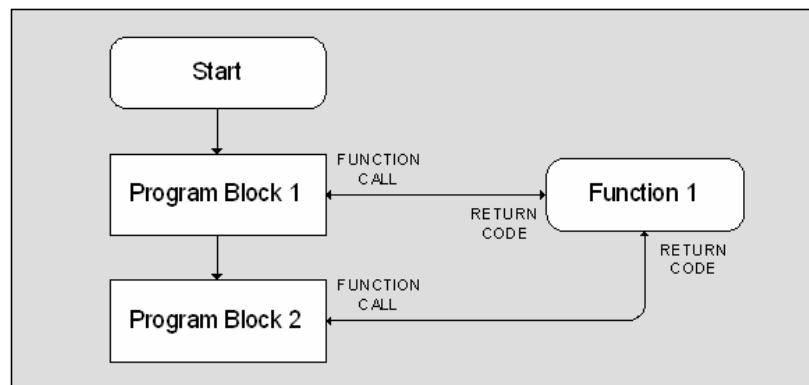 Start
FUNCTION
CALL
Program Block 1
Function 1
RETURN
CODE
RETURN
CODE
FUNCTION
CALL
Program Block 2